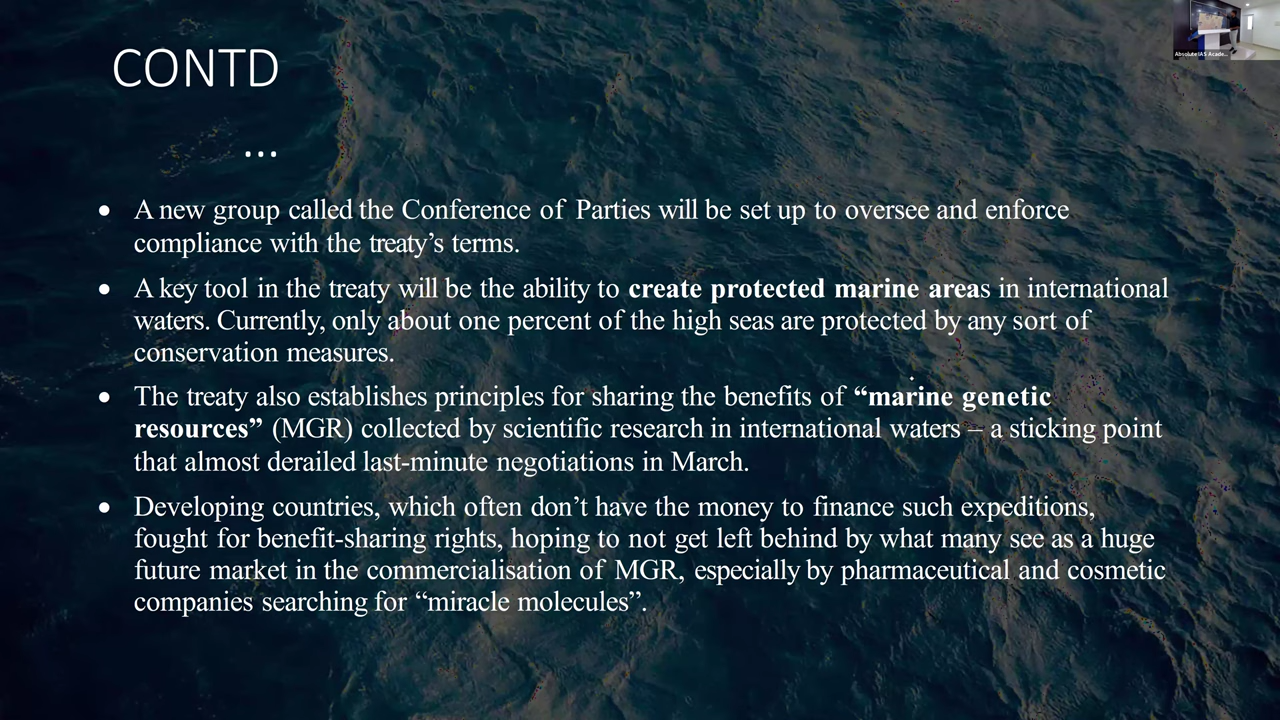 CONTD
...
Absolute IAS Acade...
• A new group called the Conference of Parties will be set up to oversee and enforce
compliance with the treaty’s terms.
• A key tool in the treaty will be the ability to create protected marine areas in international
waters. Currently, only about one percent of the high seas are protected by any sort of
conservation measures.
• The treaty also establishes principles for sharing the benefits of “marine genetic
resources” (MGR) collected by scientific research in international waters – a sticking point
that almost derailed last-minute negotiations in March.
• Developing countries, which often don’t have the money to finance such expeditions,
fought for benefit-sharing rights, hoping to not get left behind by what many see as a huge
future market in the commercialisation of MGR, especially by pharmaceutical and cosmetic
companies searching for “miracle molecules”.